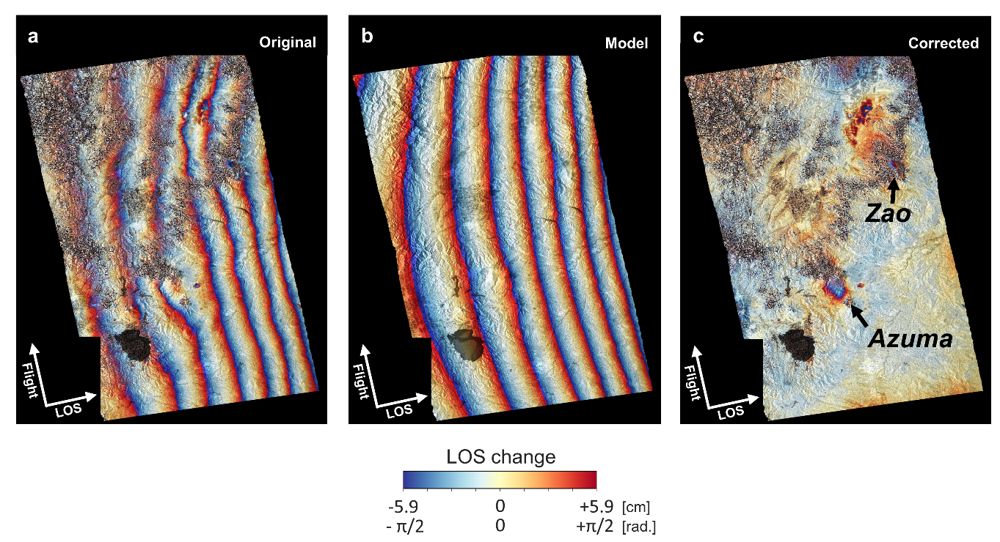 a
Original
Flight
LOS
b
Model
Flight
LOS
c
Corrected
Zao
Azuma
Flight
LOS
LOS change
-5.9 0 +5.9 [cm]
- π/2 0 +π/2 [rad.]